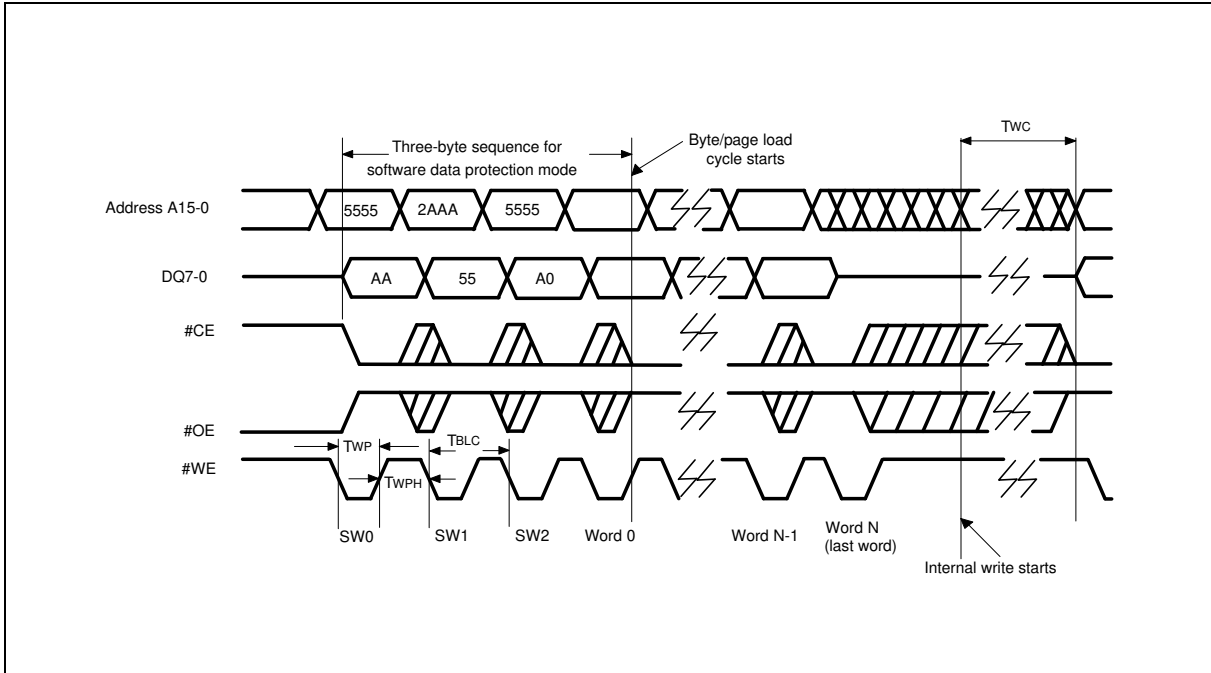 Three-byte sequence for
software data protection mode
Byte/page load
cycle starts
TWC
Address A15-0
5555
2AAA
5555
DQ7-0
AA
55
A0
#CE
#OE
TWP
TBLC
#WE
TWPH
SW0
SW1
SW2
Word 0
Word N-1
Word N
(last word)
Internal write starts